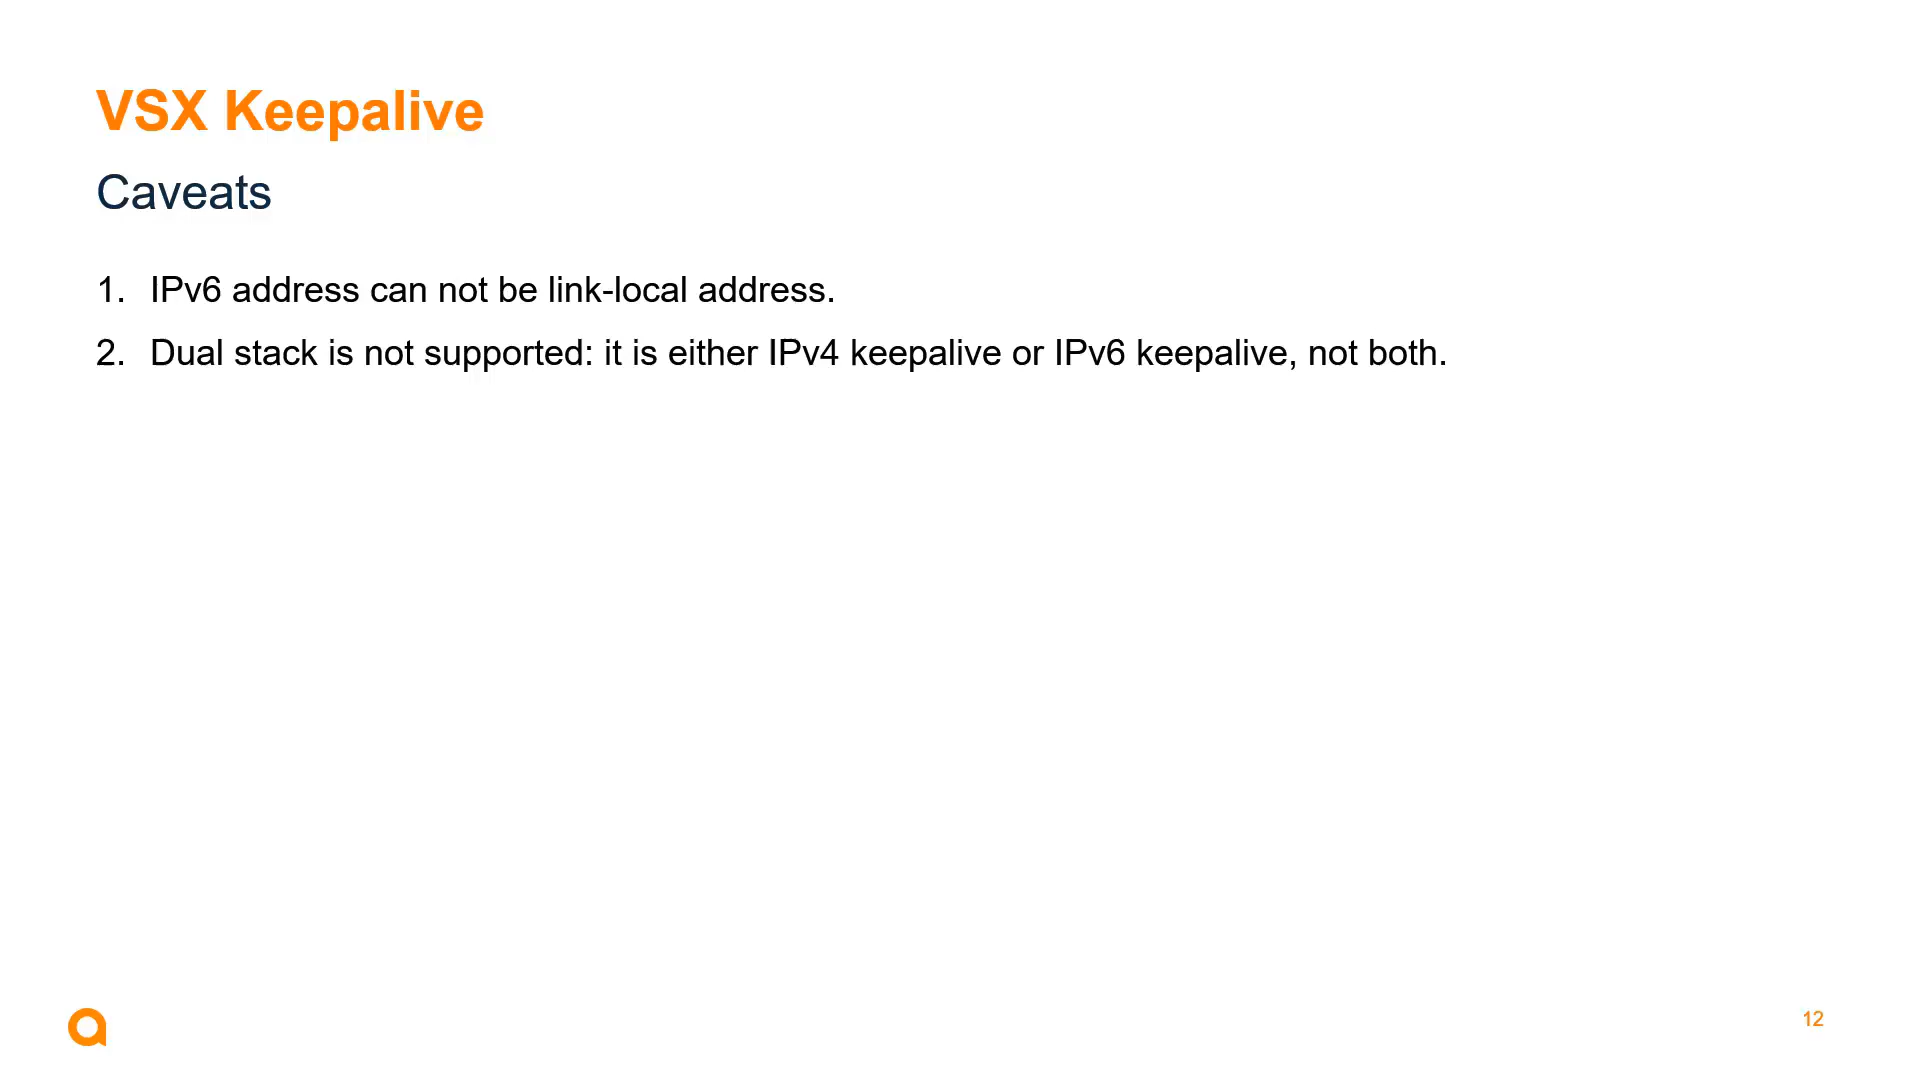 VSX Keepalive
Caveats
1. IPv6 address can not be link-local address.
2. Dual stack is not supported: it is either IPv4 keepalive or IPv6 keepalive, not both.
12